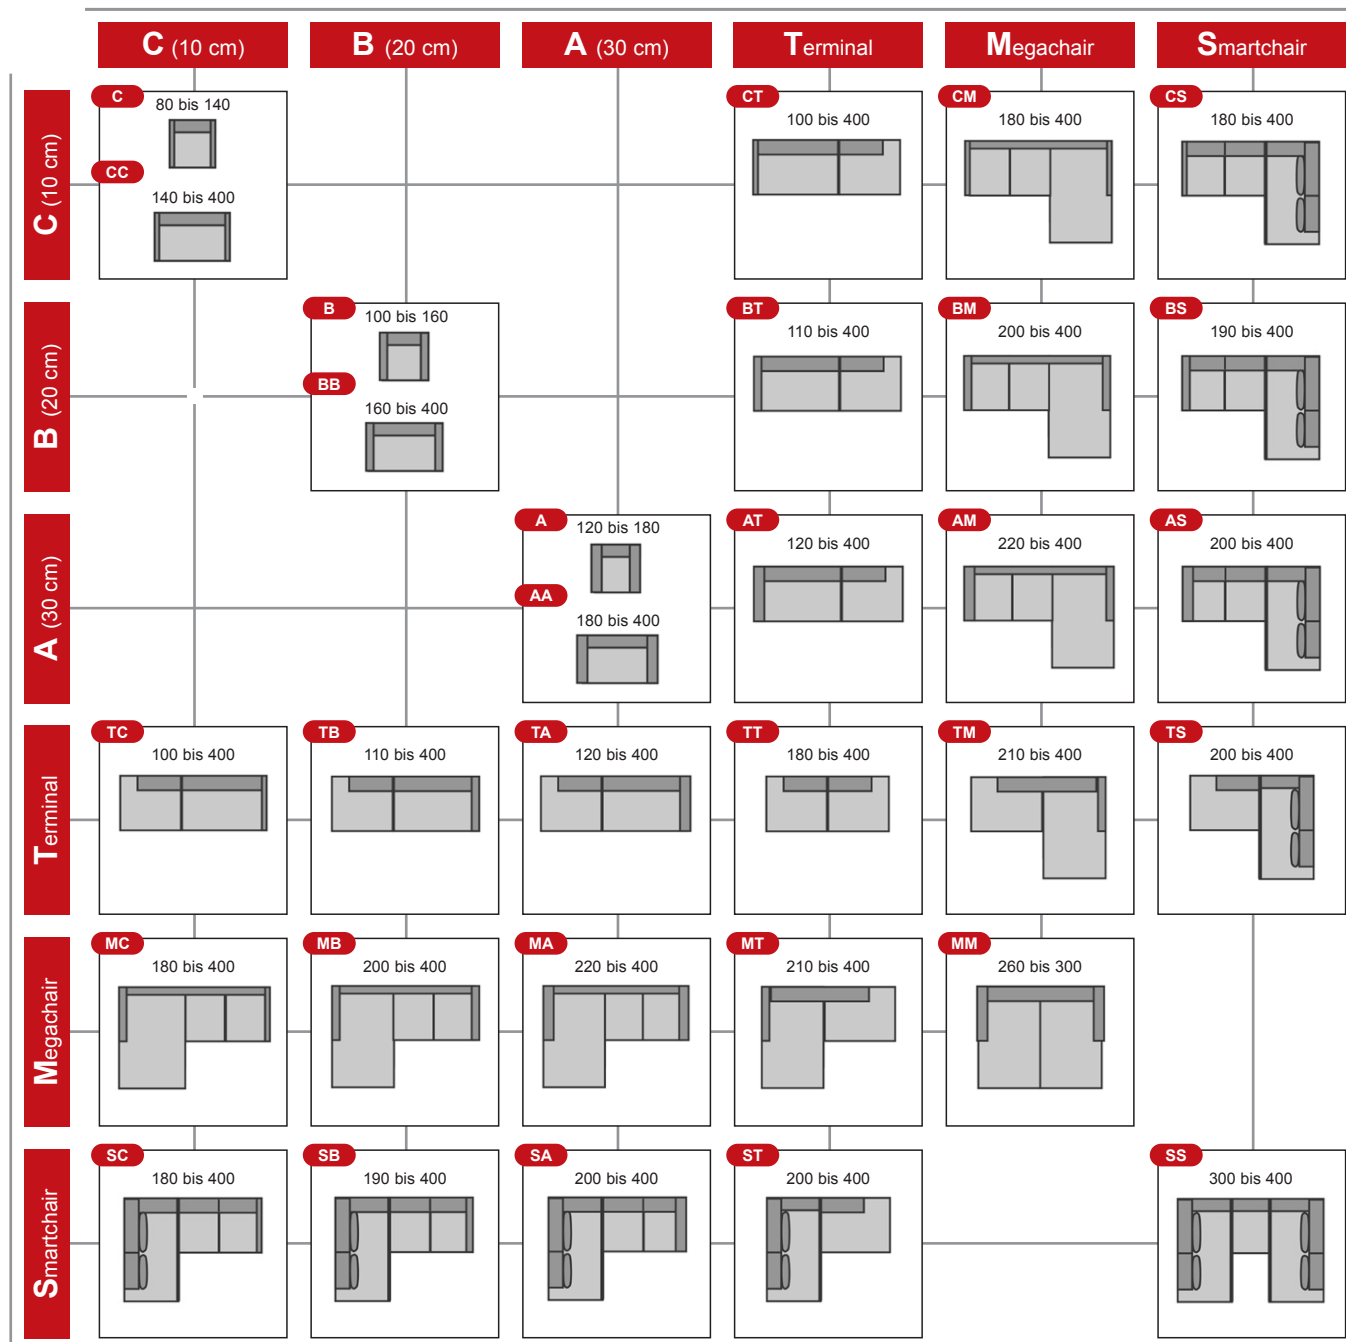 C (10 cm)
B (20 cm)
A (30 cm)
Terminal
Megachair
Smartchair
C (10 cm)
C
80 bis 140
CC
140 bis 400
CT
100 bis 400
CM
180 bis 400
CS
180 bis 400
B (20 cm)
B
100 bis 160
BB
160 bis 400
BT
110 bis 400
BM
200 bis 400
BS
190 bis 400
A (30 cm)
A
120 bis 180
AA
180 bis 400
AT
120 bis 400
AM
220 bis 400
AS
200 bis 400
Terminal
TC
100 bis 400
TB
110 bis 400
TA
120 bis 400
TT
180 bis 400
TM
210 bis 400
TS
200 bis 400
Megachair
MC
180 bis 400
MB
200 bis 400
MA
220 bis 400
MT
210 bis 400
MM
260 bis 300
Smartchair
SC
180 bis 400
SB
190 bis 400
SA
200 bis 400
ST
200 bis 400
SS
300 bis 400